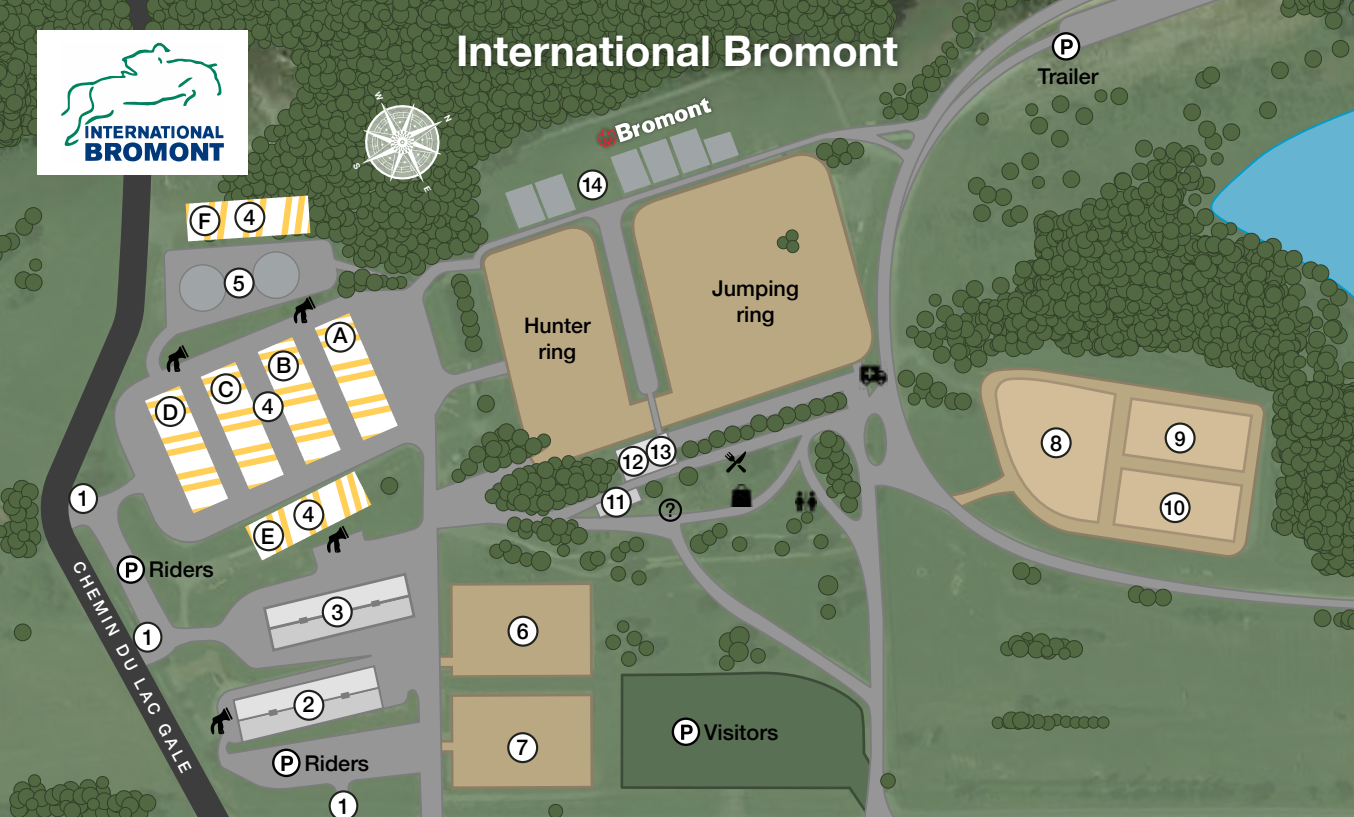 International Bromont
INTERNATIONAL
BROMONT
P
Trailer
W
N
S
E
Bromont
14
F
4
5
A
B
C
D
4
Hunter
ring
Jumping
ring
1
E
4
12
13
11
?
8
9
10
P Riders
CHEMIN DU LAC GALE
3
1
6
2
7
P Visitors
P Riders
1